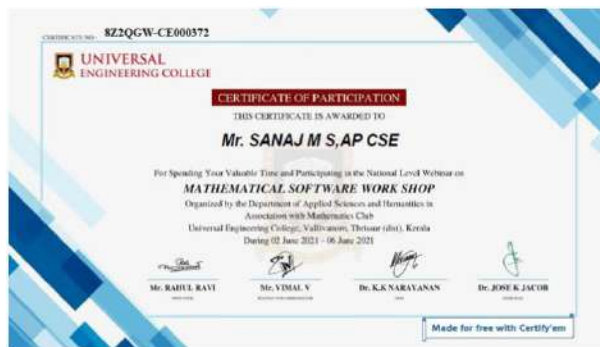 CERTIFICATE NO- 8Z2QGW-CE000372
UNIVERSAL
ENGINEERING COLLEGE
CERTIFICATE OF PARTICIPATION
THIS CERTIFICATE IS AWARDED TO
Mr. SANAJ M S,AP CSE
For Spending Your Valuable Time and Participating in the National Level Webinar on
MATHEMATICAL SOFTWARE WORK SHOP
Organized by the Department of Applied Sciences and Humanities in
Association with Mathematics Club
Universal Engineering College, Vallivattom, Thrissur (dist), Kerala
During 02 June 2021 - 06 June 2021
Mr. RAHUL RAVI Mr. VIMAL V Dr. K.K NARAYANAN Dr. JOSE K JACOB
Made for free with Certify'em